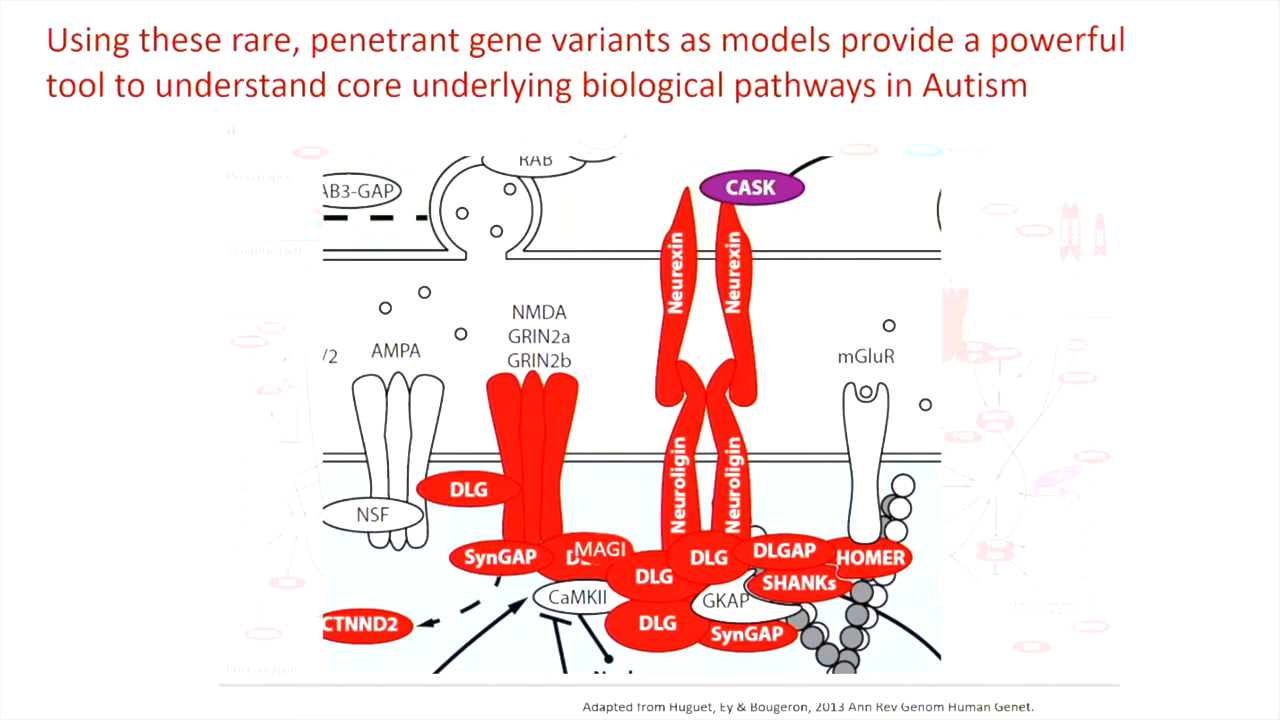 Using these rare, penetrant gene variants as models provide a powerful
tool to understand core underlying biological pathways in Autism
RAB
AB3-GAP
CASK
Neurexin
Neurexin
NMDA
GRIN2a
GRIN2b
/2
AMPA
mGluR
Neuroligin
Neuroligin
DLG
NSF
SynGAP
MAGI
DLG
DLG
DLGAP
HOMER
SHANKs
CaMKII
GKAP
CTNND2
DLG
SynGAP
Adapted from Huguet, Ey & Bougeron, 2013 Ann Rev Genom Human Genet.